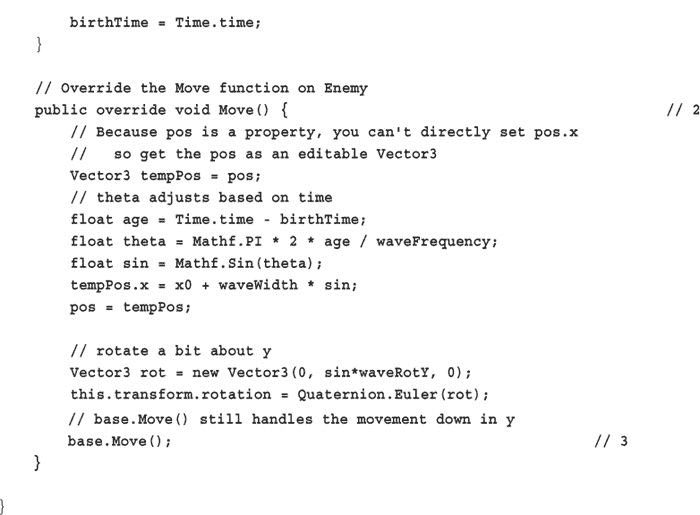 birthTime = Time.time;
}
// Override the Move function on Enemy
public override void Move() { // 2
// Because pos is a property, you can't directly set pos.x
// so get the pos as an editable Vector3
Vector3 tempPos = pos;
// theta adjusts based on time
float age = Time.time - birthTime;
float theta = Mathf.PI * 2 * age / waveFrequency;
float sin = Mathf.Sin(theta);
tempPos.x = x0 + waveWidth * sin;
pos = tempPos;
// rotate a bit about y
Vector3 rot = new Vector3(0, sin*waveRotY, 0);
this.transform.rotation = Quaternion.Euler(rot);
// base.Move() still handles the movement down in y
base.Move(); // 3
}
}